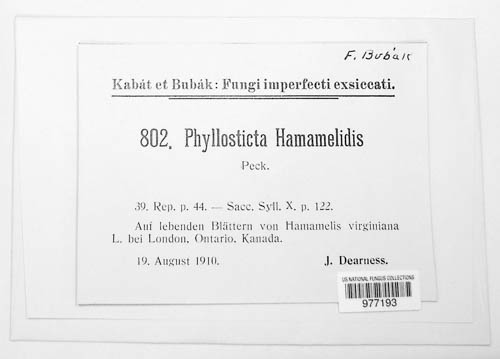 F. Bubák
Kabát et Bubák: Fungi imperfecti exsiccati.
802. Phyllosticta Hamamelidis
Peck.
39. Rep. p. 44. — Sacc. Syll. X. p. 122.
Auf lebenden Blättern von Hamamelis virginiana
L. bei London, Ontario, Kanada.
19. August 1910. J. Dearness.
US NATIONAL FUNGUS COLLECTIONS
977193